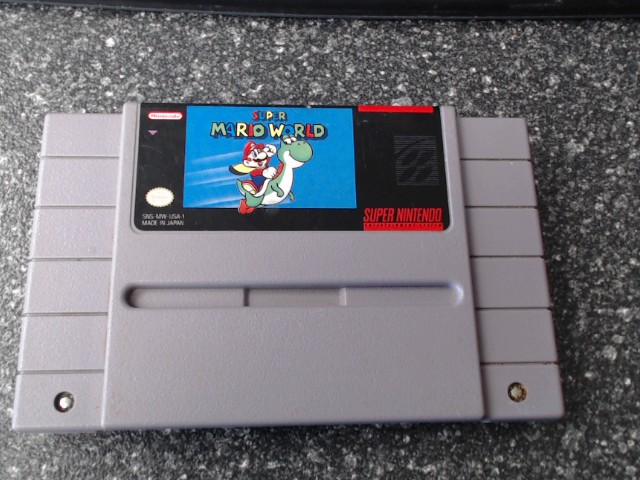 Nintendo
SUPER
MARIO WORLD
SNS-MW-USA-1
MADE IN JAPAN
SUPER NINTENDO
ENTERTAINMENT SYSTEM